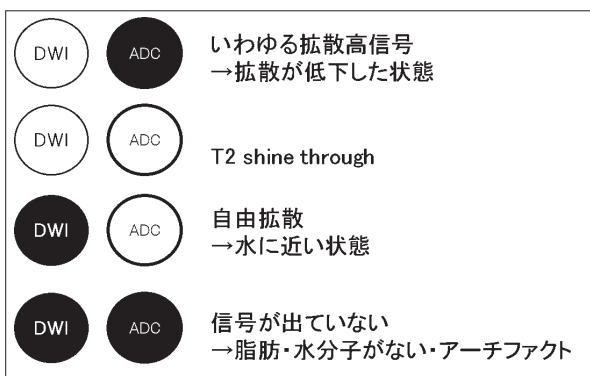 DWI ADC いわゆる拡散高信号
→拡散が低下した状態
DWI ADC T2 shine through
DWI ADC 自由拡散
→水に近い状態
DWI ADC 信号が出ていない
→脂肪・水分子がない・アーチファクト